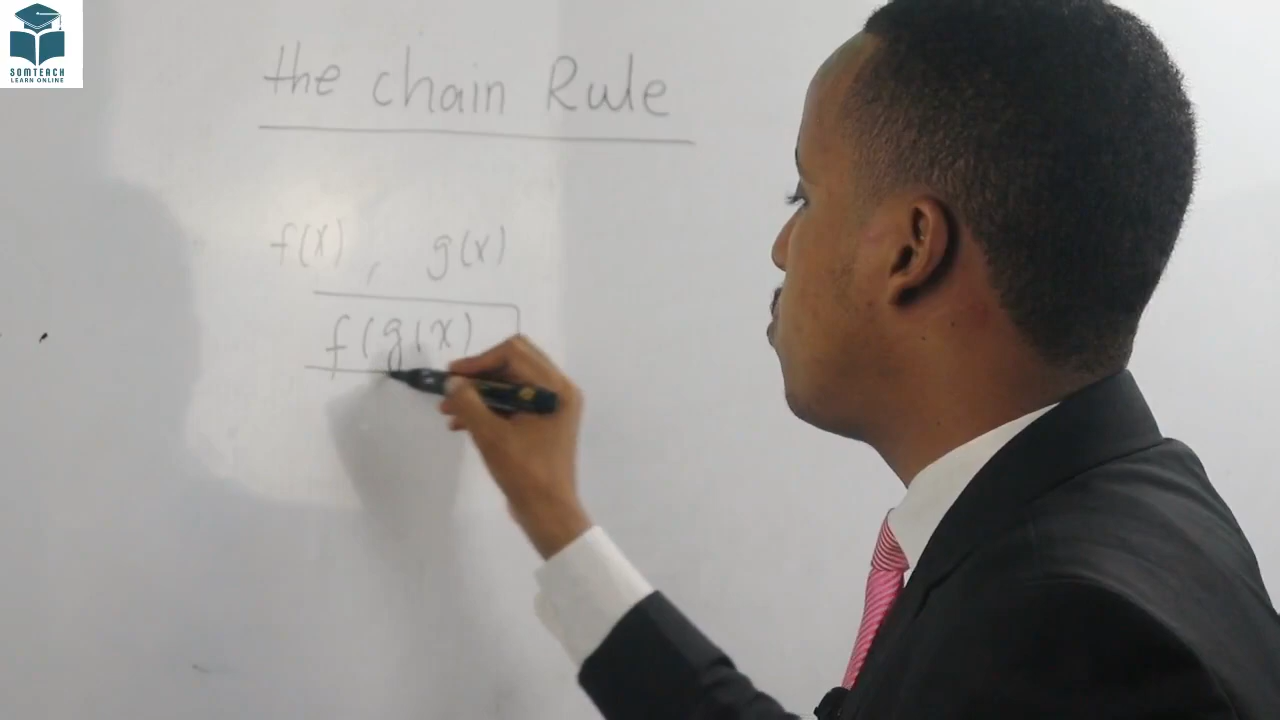 SOMTEACH
LEARN ONLINE
the chain Rule
f(x), g(x)
f(g(x)